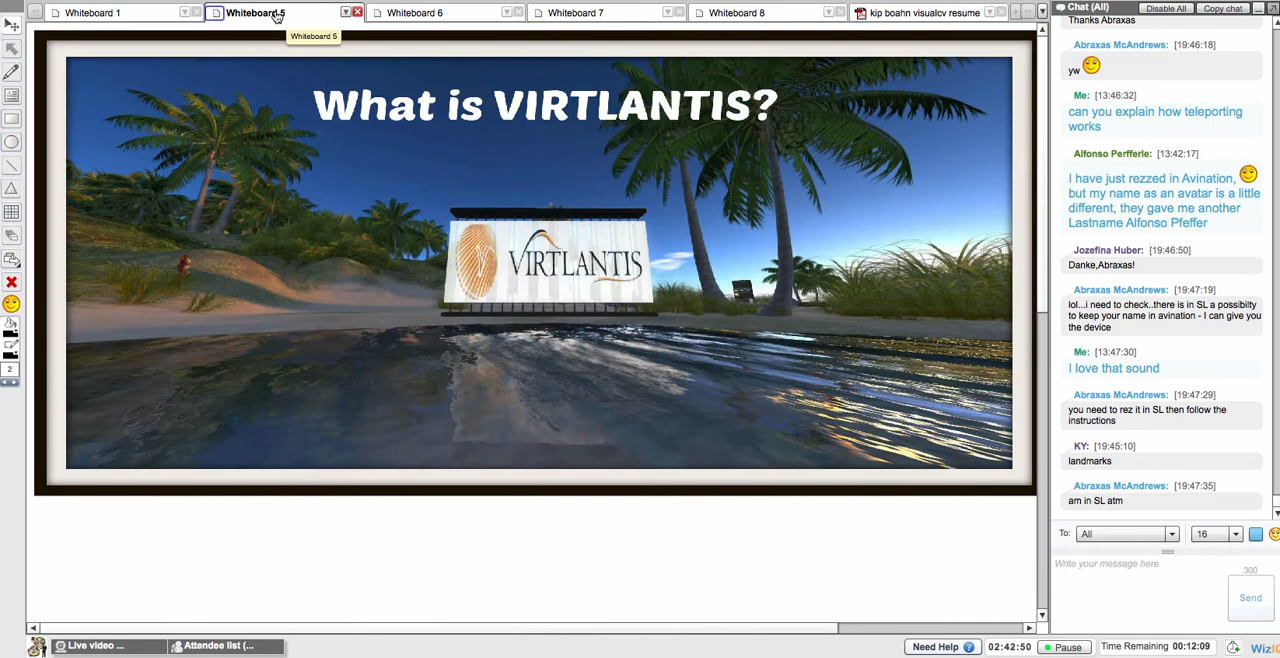 Whiteboard 1
Whiteboard 5
Whiteboard 6
Whiteboard 7
Whiteboard 8
kip boahn visualcv resume
Whiteboard 5
What is VIRTLANTIS?
VIRTLANTIS
2
Chat (All)
Disable All
Copy chat
Thanks Abraxas
Abraxas McAndrews: [19:46:18]
yw
Me: [13:46:32]
can you explain how teleporting
works
Alfonso Perfferle: [13:42:17]
I have just rezzed in Avination,
but my name as an avatar is a little
different, they gave me another
Lastname Alfonso Pfeffer
Jozefina Huber: [19:46:50]
Danke,Abraxas!
Abraxas McAndrews: [19:47:19]
lol...i need to check..there is in SL a possibilty
to keep your name in avination - I can give you
the device
Me: [13:47:30]
I love that sound
Abraxas McAndrews: [19:47:29]
you need to rez it in SL then follow the
instructions
KY: [19:45:10]
landmarks
Abraxas McAndrews: [19:47:35]
am in SL atm
To: All 16
Write your message here.
300
Send
Live video ...
Attendee list (...
Need Help ?
02:42:50
Pause
Time Remaining 00:12:09